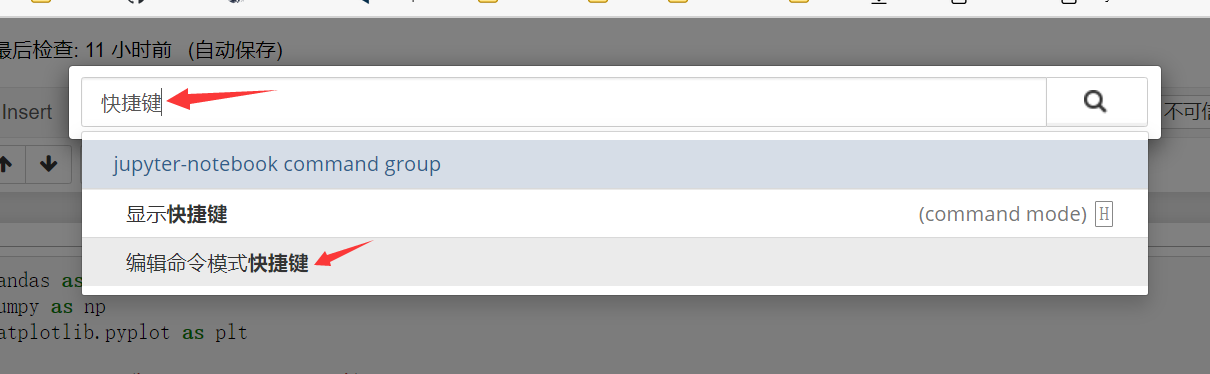 最后检查: 11 小时前 (自动保存)
快捷键
Insert
不可信
jupyter-notebook command group
显示快捷键 (command mode) H
编辑命令模式快捷键
andas as
umpy as np
atplotlib.pyplot as plt